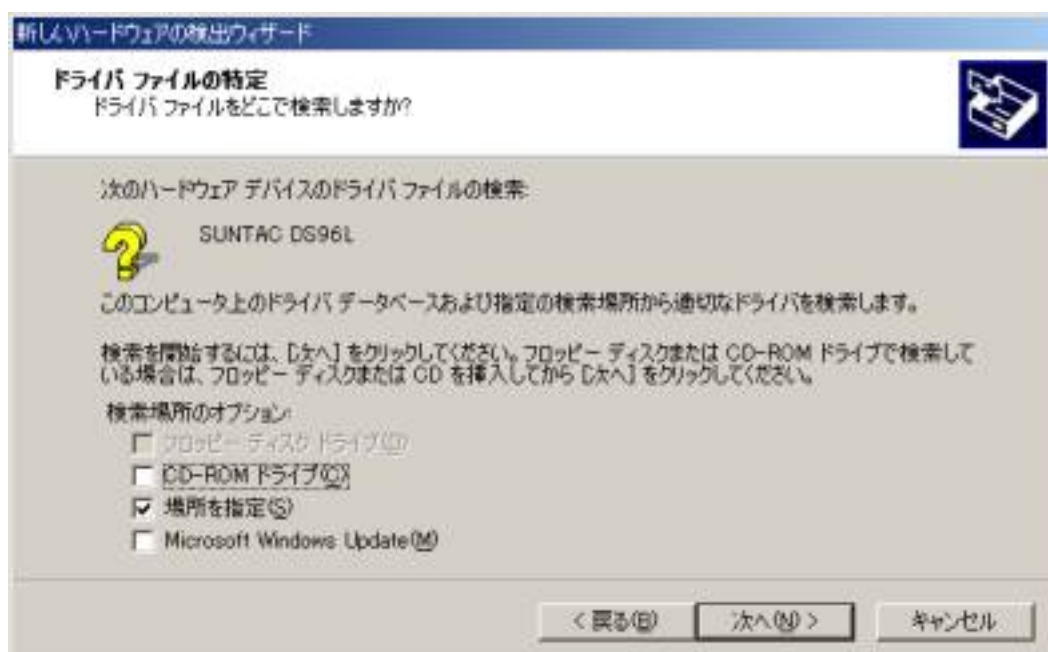 新しいハードウェアの検出ウィザード
ドライバ ファイルの特定
ドライバ ファイルをどこで検索しますか?
次のハードウェア デバイスのドライバ ファイルの検索:
SUNTAC DS96L
このコンピュータ上のドライバ データベースおよび指定の検索場所から適切なドライバを検索します。
検索を開始するには、[次へ] をクリックしてください。フロッピー ディスクまたは CD-ROM ドライブで検索して
いる場合は、フロッピー ディスクまたは CD を挿入してから [次へ] をクリックしてください。
検索場所のオプション:
フロッピー ディスク ドライブ(D)
CD-ROM ドライブ(C)
場所を指定(S)
Microsoft Windows Update(M)
< 戻る(B)
次へ(N) >
キャンセル